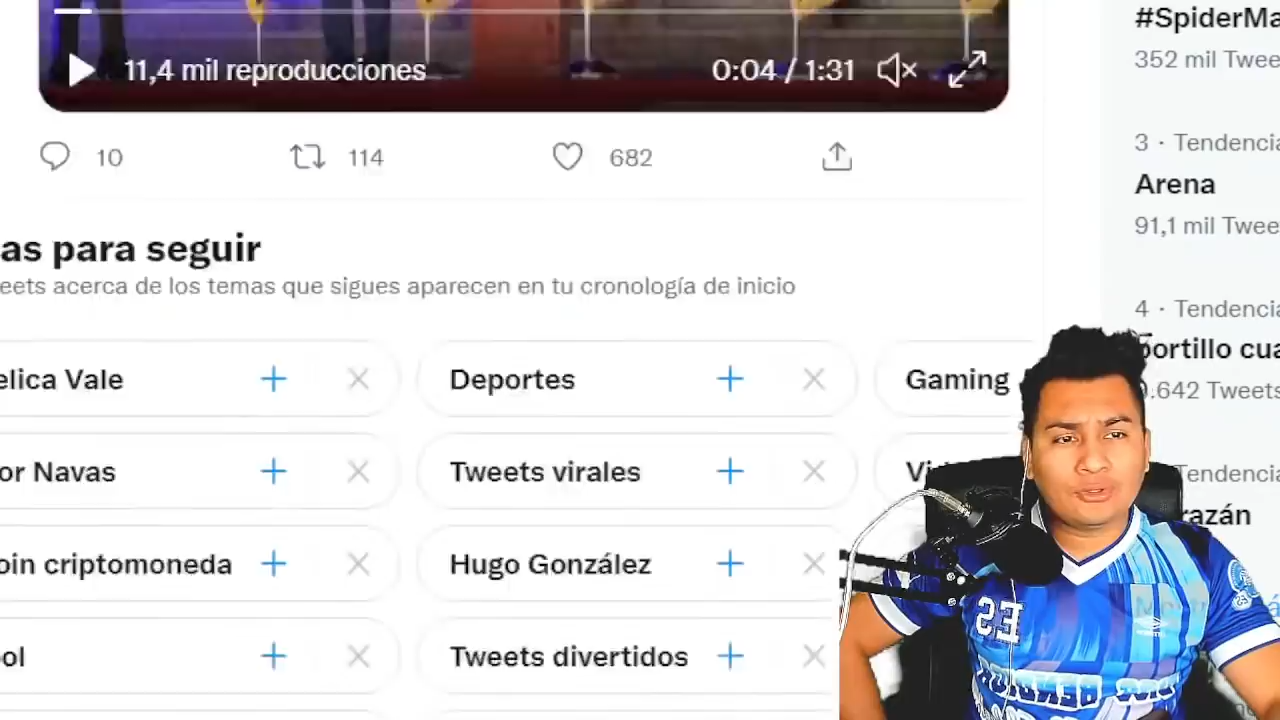 11,4 mil reproducciones
0:04 / 1:31
10
114
682
as para seguir
eets acerca de los temas que sigues aparecen en tu cronología de inicio
elica Vale
Deportes
Gaming
or Navas
Tweets virales
oin criptomoneda
Hugo González
ol
Tweets divertidos
#SpiderMa
352 mil Twee
3 · Tendencia
Arena
91,1 mil Twee
4 · Tendencia
portillo cua
.642 Tweets
Tendencia
razán